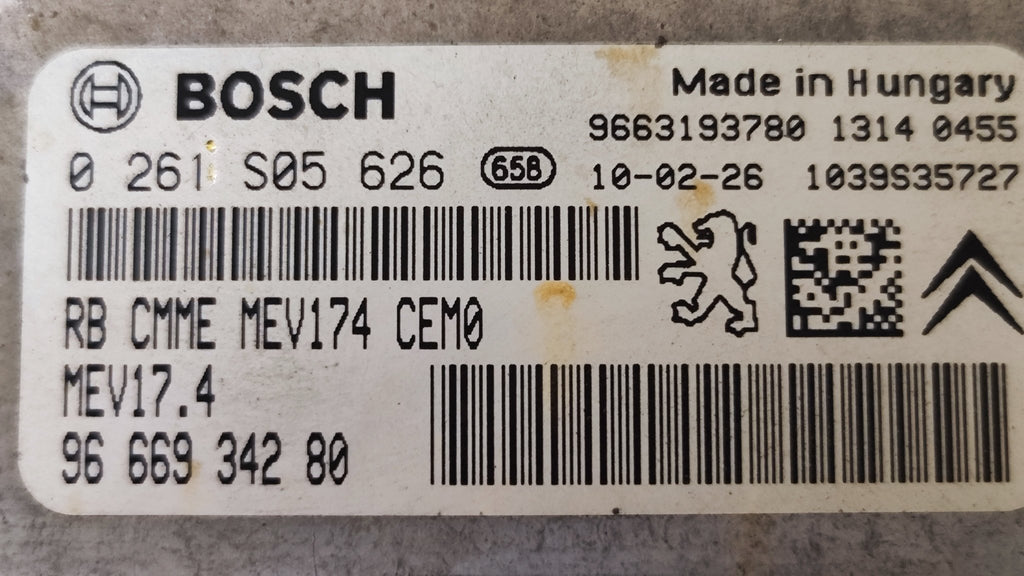 BOSCH
Made in Hungary
9663193780 1314 0455
0 261 S05 626 658
10-02-26 1039S35727
RB CMME MEV174 CEM0
MEV17.4
96 669 342 80